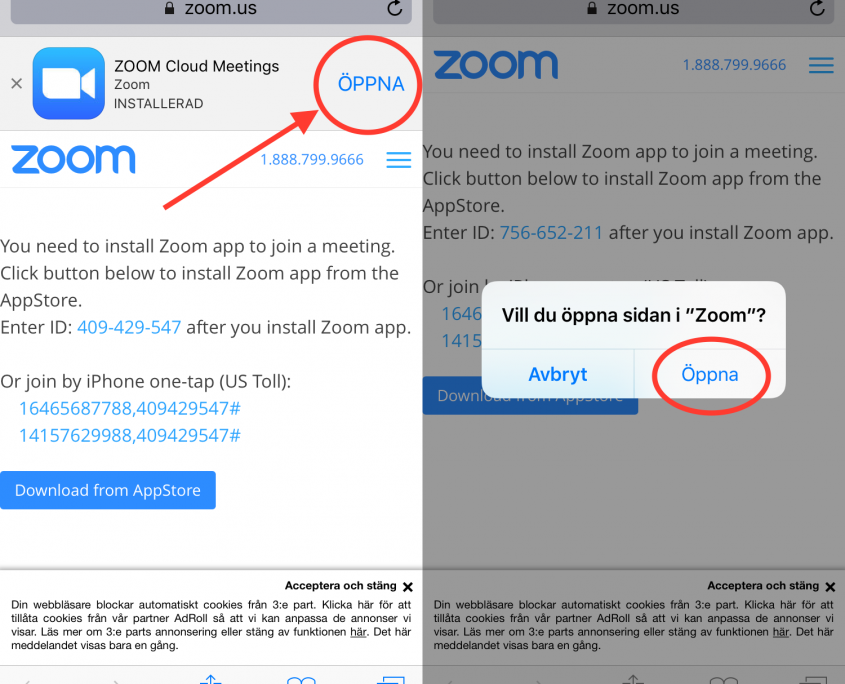 zoom.us
ZOOM Cloud Meetings
Zoom
INSTALLERAD
ÖPPNA
zoom
1.888.799.9666
You need to install Zoom app to join a meeting.
Click button below to install Zoom app from the
AppStore.
Enter ID: 409-429-547 after you install Zoom app.
Or join by iPhone one-tap (US Toll):
16465687788,409429547#
14157629988,409429547#
Download from AppStore
Acceptera och stäng
Din webbläsare blockar automatiskt cookies från 3:e part. Klicka här för att
tillåta cookies från vår partner AdRoll så att vi kan anpassa de annonser vi
visar. Läs mer om 3:e parts annonsering eller stäng av funktionen här. Det här
meddelandet visas bara en gång.
zoom.us
zoom
1.888.799.9666
You need to install Zoom app to join a meeting.
Click button below to install Zoom app from the
AppStore.
Enter ID: 756-652-211 after you install Zoom app.
Or join
1646
1415
Vill du öppna sidan i ”Zoom”?
Avbryt
Öppna
Download from AppStore
Acceptera och stäng
Din webbläsare blockar automatiskt cookies från 3:e part. Klicka här för att
tillåta cookies från vår partner AdRoll så att vi kan anpassa de annonser vi
visar. Läs mer om 3:e parts annonsering eller stäng av funktionen här. Det här
meddelandet visas bara en gång.